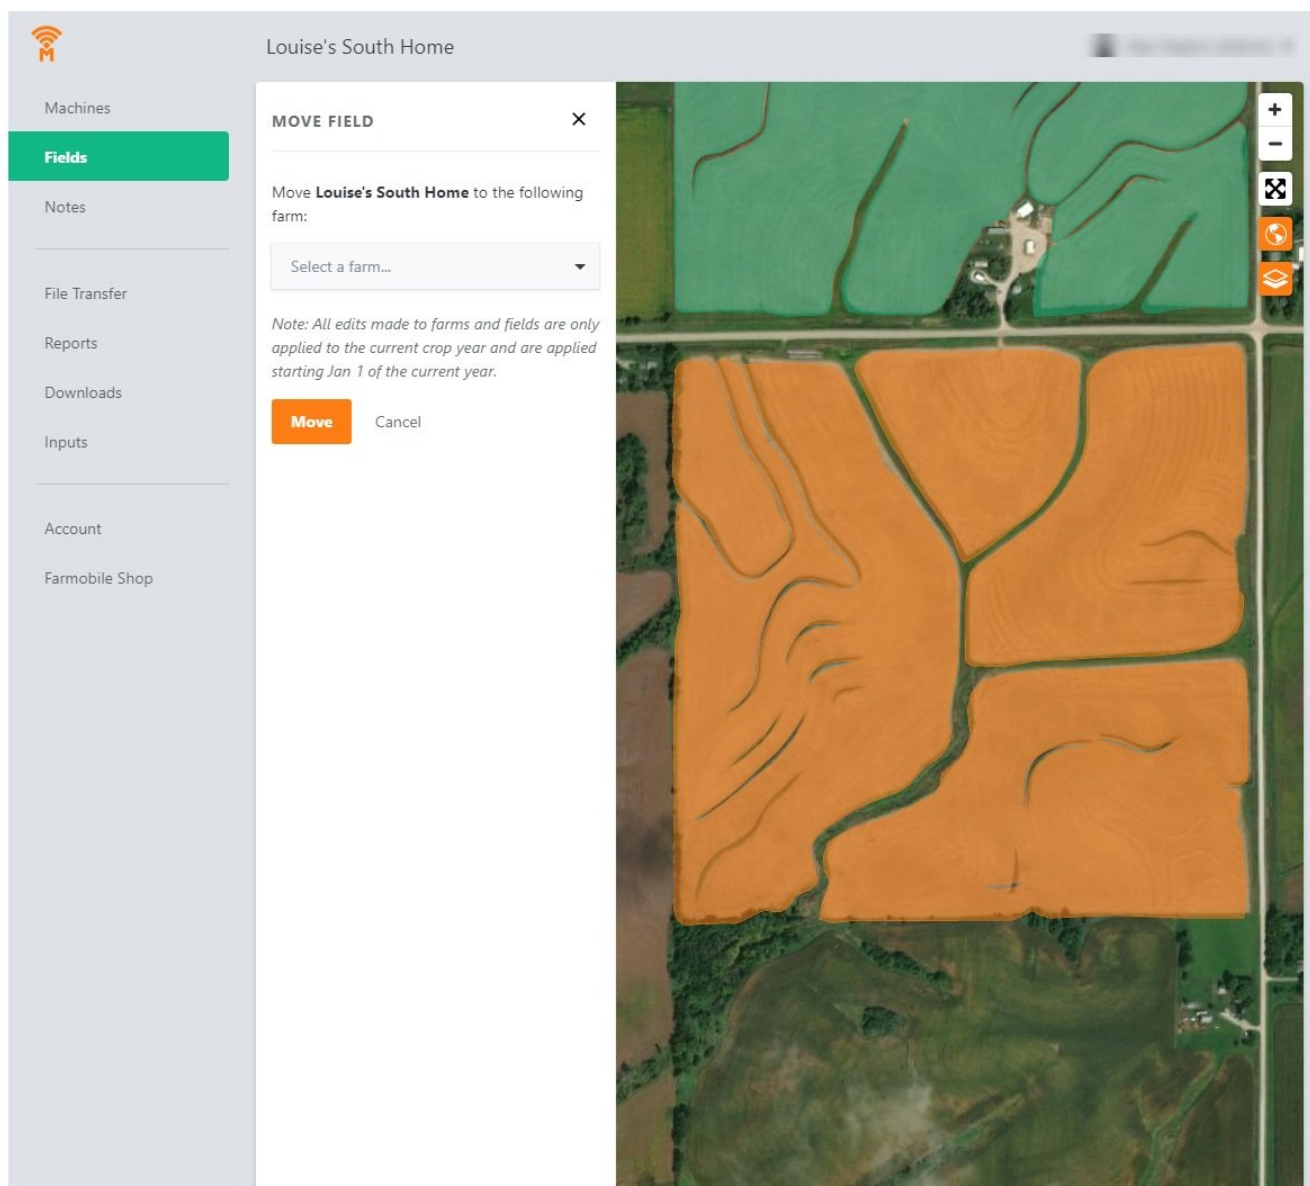 Louise's South Home
Machines
Fields
Notes
File Transfer
Reports
Downloads
Inputs
Account
Farmobile Shop
MOVE FIELD
Move Louise's South Home to the following
farm:
Select a farm...
Note: All edits made to farms and fields are only
applied to the current crop year and are applied
starting Jan 1 of the current year.
Move Cancel